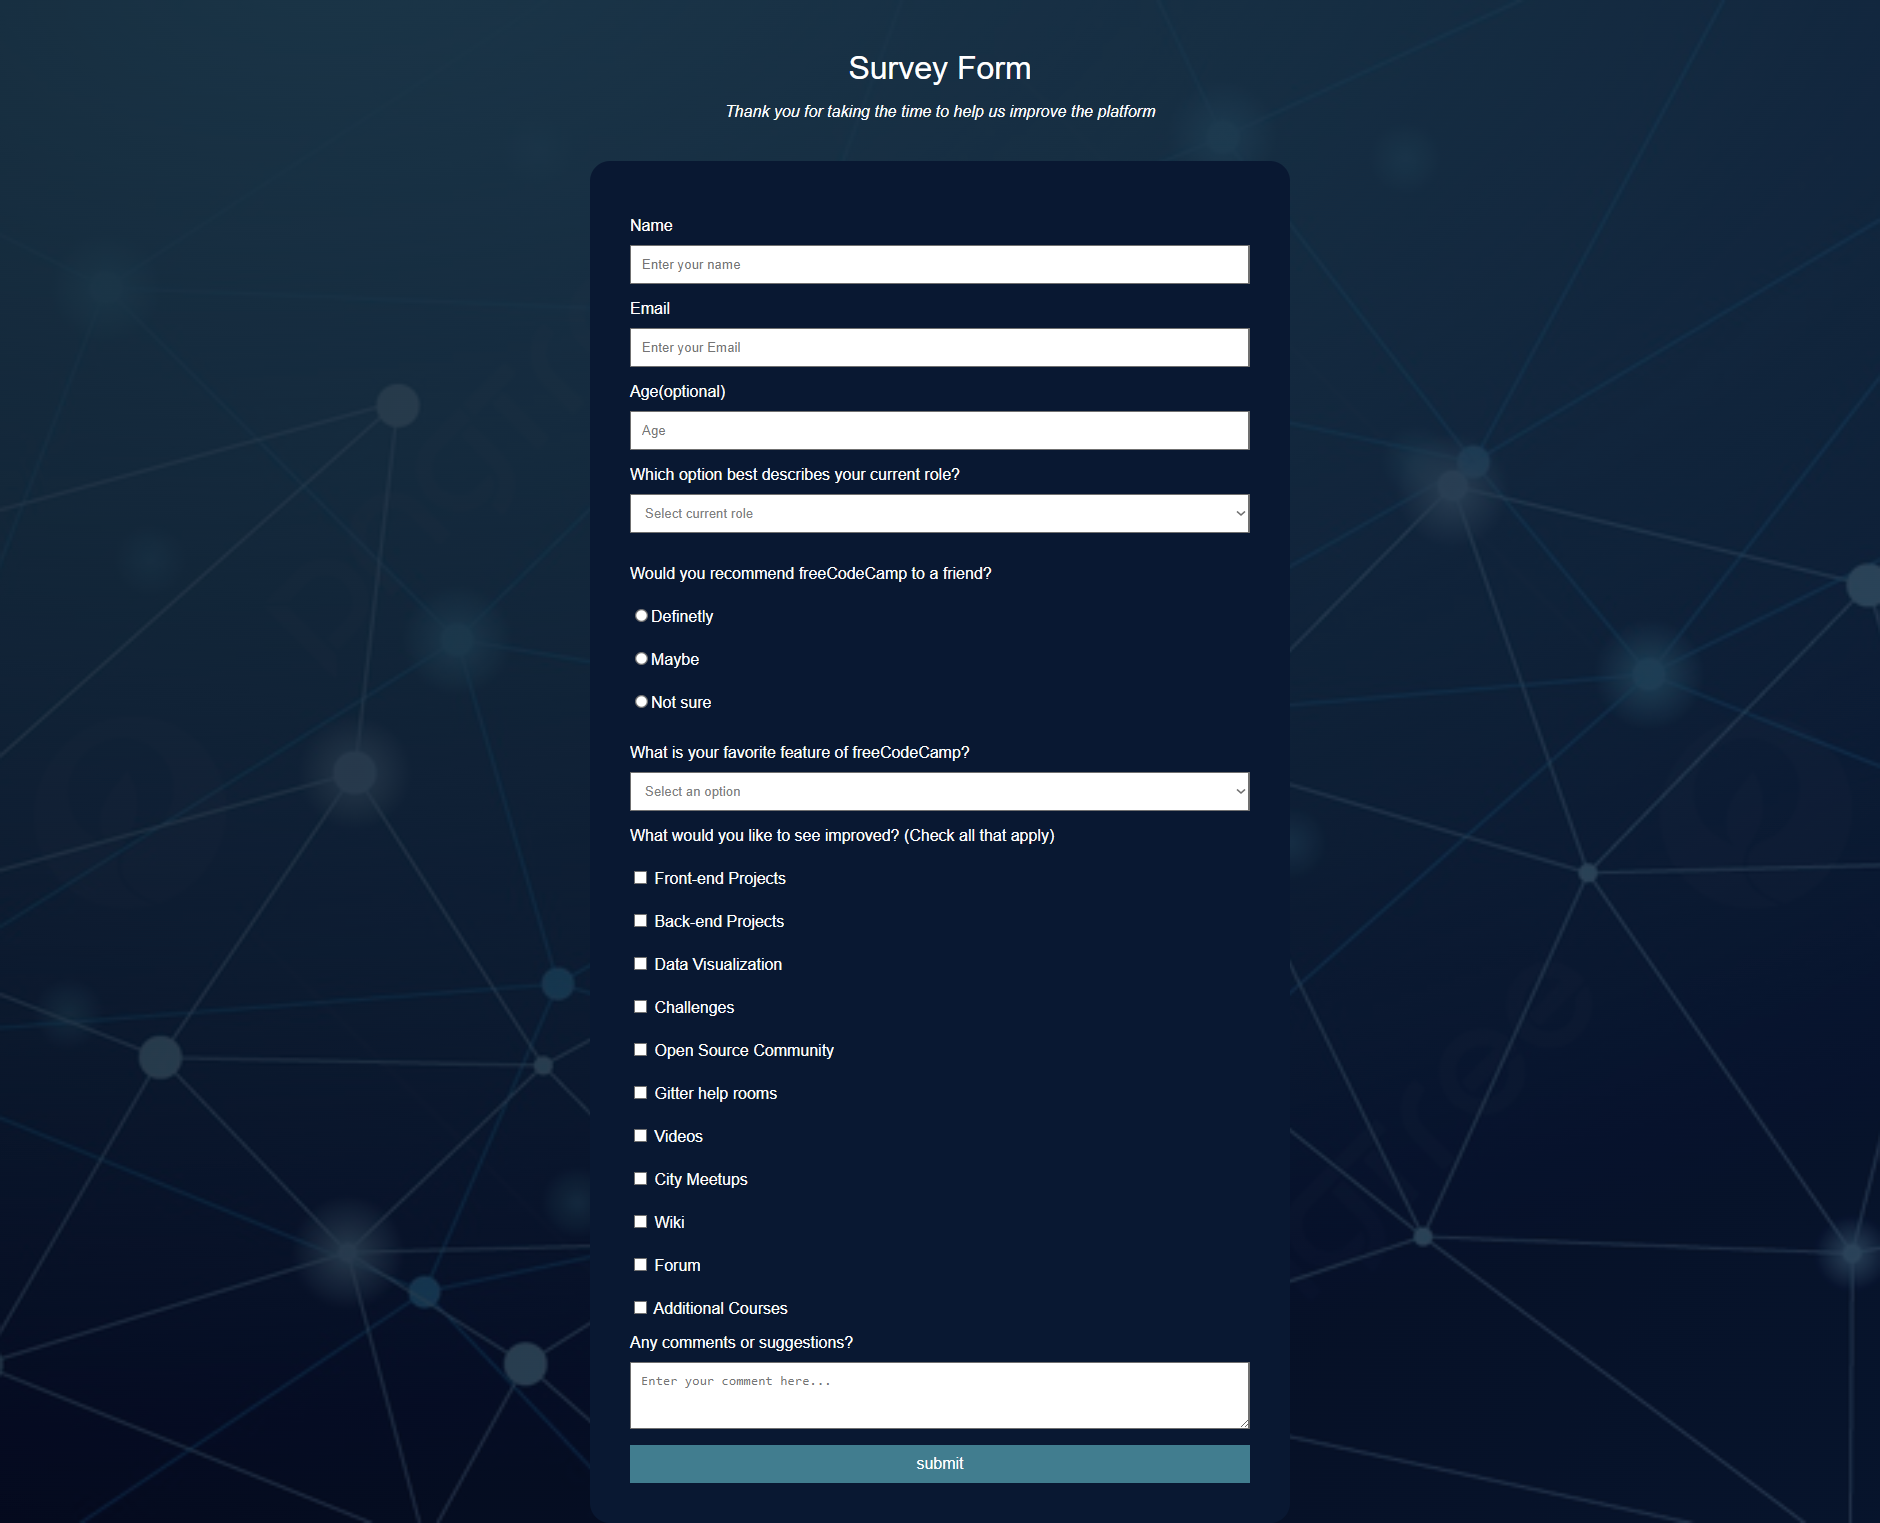 Survey Form
Thank you for taking the time to help us improve the platform
Name
Enter your name
Email
Enter your Email
Age(optional)
Age
Which option best describes your current role?
Select current role
Would you recommend freeCodeCamp to a friend?
Definetly
Maybe
Not sure
What is your favorite feature of freeCodeCamp?
Select an option
What would you like to see improved? (Check all that apply)
Front-end Projects
Back-end Projects
Data Visualization
Challenges
Open Source Community
Gitter help rooms
Videos
City Meetups
Wiki
Forum
Additional Courses
Any comments or suggestions?
Enter your comment here...
submit